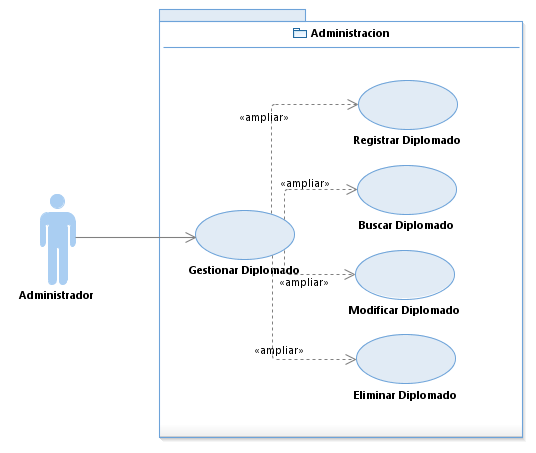 Administracion
«ampliar»
Registrar Diplomado
«ampliar»
Buscar Diplomado
Gestionar Diplomado
«ampliar»
Administrador
Modificar Diplomado
«ampliar»
Eliminar Diplomado